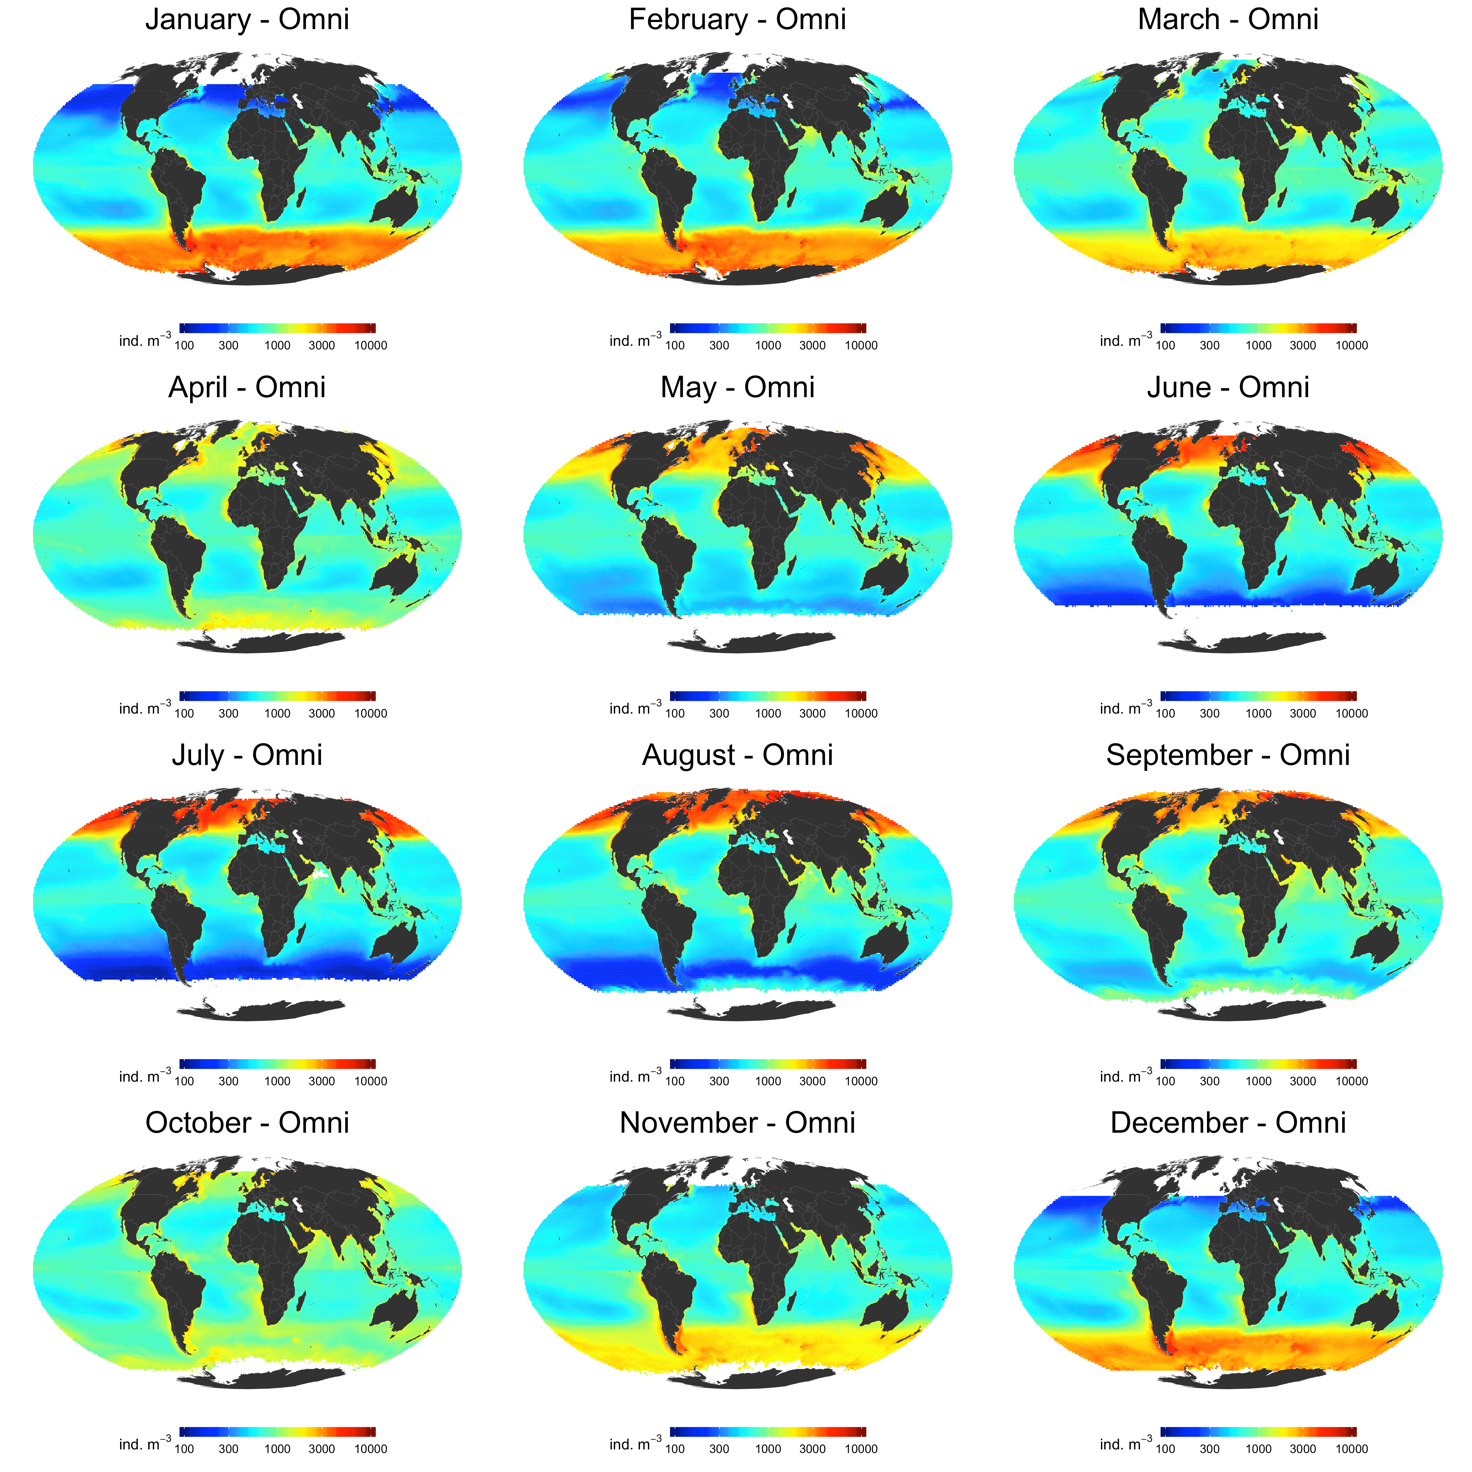 January - Omni
February - Omni
March - Omni
ind. m⁻³ 100 300 1000 3000 10000
ind. m⁻³ 100 300 1000 3000 10000
ind. m⁻³ 100 300 1000 3000 10000
April - Omni
May - Omni
June - Omni
ind. m⁻³ 100 300 1000 3000 10000
ind. m⁻³ 100 300 1000 3000 10000
ind. m⁻³ 100 300 1000 3000 10000
July - Omni
August - Omni
September - Omni
ind. m⁻³ 100 300 1000 3000 10000
ind. m⁻³ 100 300 1000 3000 10000
ind. m⁻³ 100 300 1000 3000 10000
October - Omni
November - Omni
December - Omni
ind. m⁻³ 100 300 1000 3000 10000
ind. m⁻³ 100 300 1000 3000 10000
ind. m⁻³ 100 300 1000 3000 10000